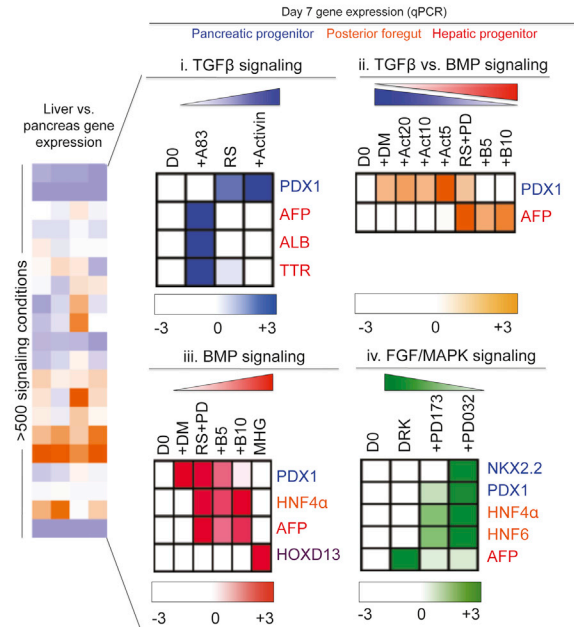 Day 7 gene expression (qPCR)
Pancreatic progenitor Posterior foregut Hepatic progenitor
Liver vs.
pancreas gene
expression
>500 signaling conditions
i. TGFβ signaling
D0 +A83 RS +Activin
PDX1
AFP
ALB
TTR
-3 0 +3
ii. TGFβ vs. BMP signaling
D0 +DM +Act20 +Act10 +Act5 RS+PD +B5 +B10
PDX1
AFP
-3 0 +3
iii. BMP signaling
D0 +DM RS+PD +B5 +B10 MHG
PDX1
HNF4α
AFP
HOXD13
-3 0 +3
iv. FGF/MAPK signaling
D0 DRK +PD173 +PD032
NKX2.2
PDX1
HNF4α
HNF6
AFP
-3 0 +3